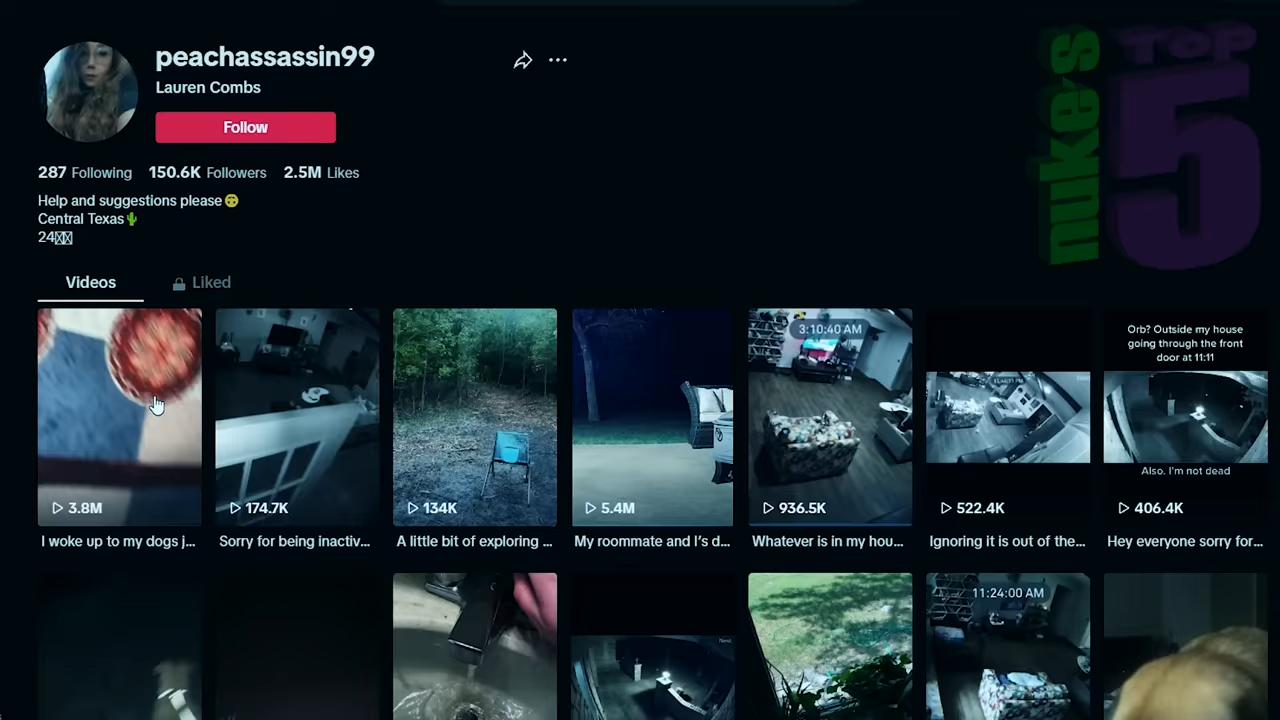 peachassassin99
Lauren Combs
Follow
287 Following 150.6K Followers 2.5M Likes
Help and suggestions please
Central Texas
24
nuke's TOP 5
Videos
Liked
3:10:40 AM
Orb? Outside my house
going through the front
door at 11:11
Also. I'm not dead
3.8M
174.7K
134K
5.4M
936.5K
522.4K
406.4K
I woke up to my dogs j...
Sorry for being inactiv...
A little bit of exploring ...
My roommate and I's d...
Whatever is in my hou...
Ignoring it is out of the...
Hey everyone sorry for...
11:24:00 AM